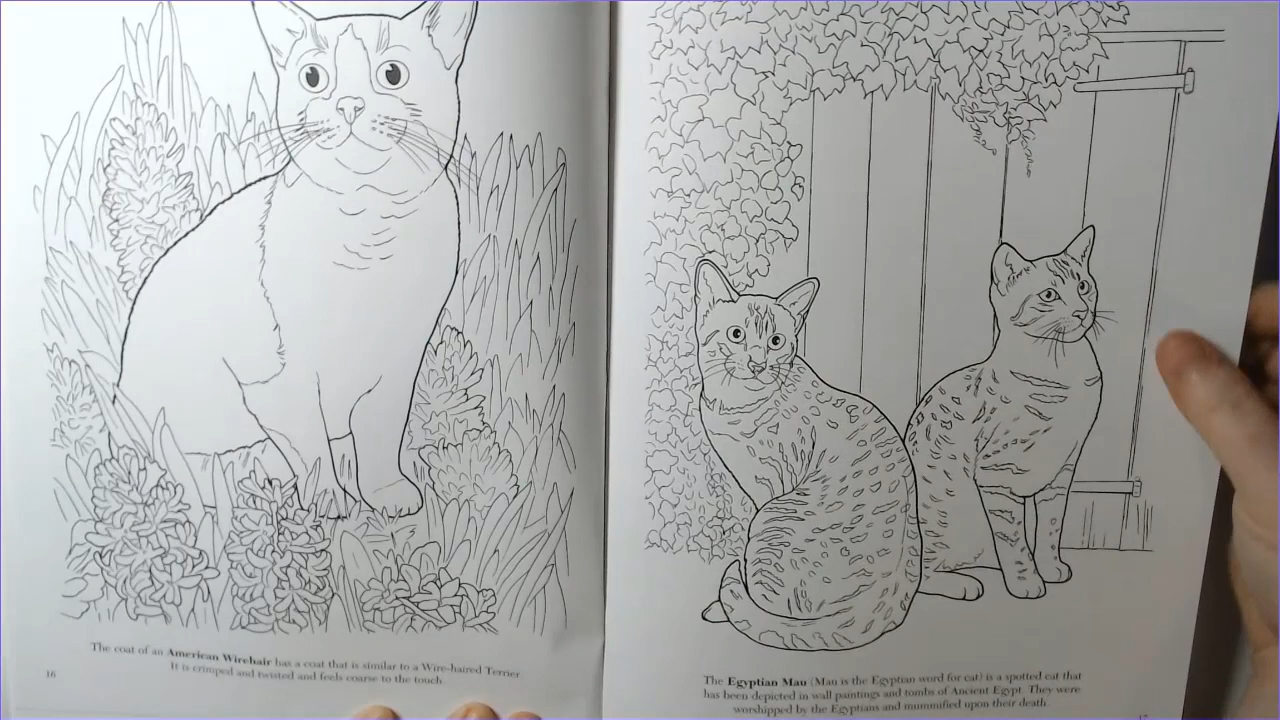 The coat of an American Wirehair has a coat that is similar to a Wire-haired Terrier
It is crimped and twisted and feels coarse to the touch.
16
The Egyptian Mau (Mau is the Egyptian word for cat) is a spotted cat that
has been depicted in wall paintings and tombs of Ancient Egypt. They were
worshipped by the Egyptians and mummified upon their death.